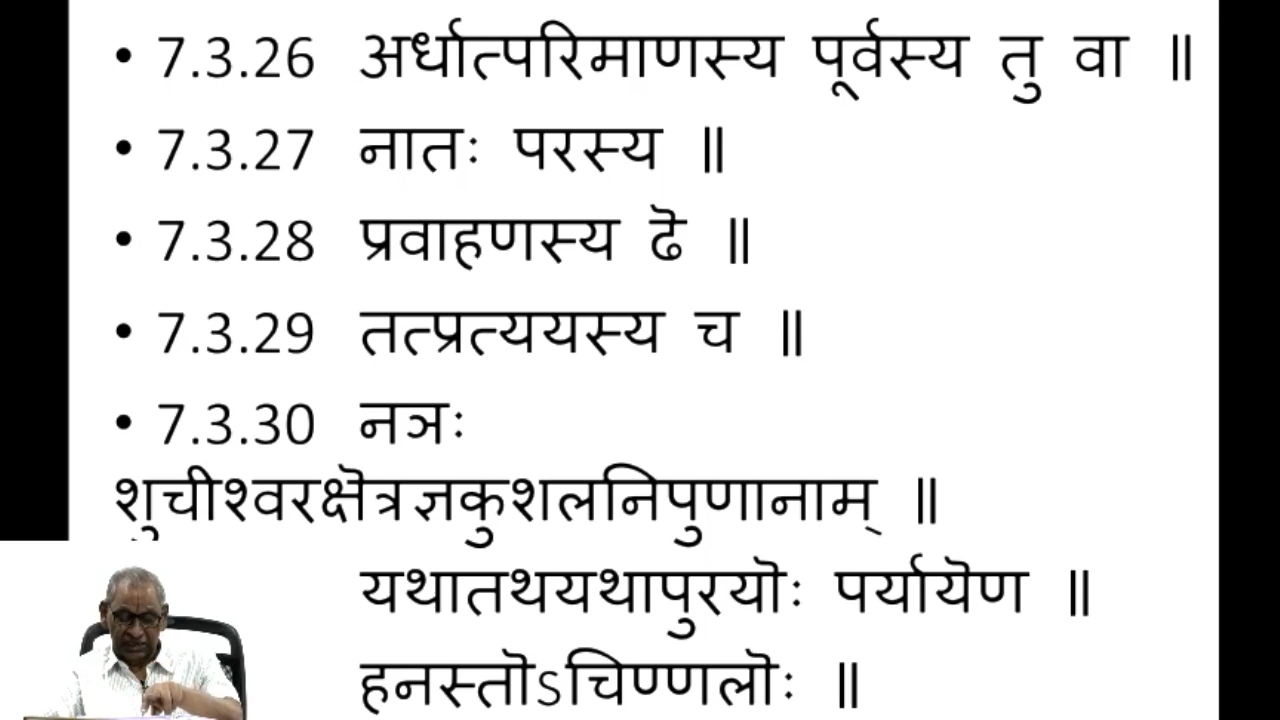 • 7.3.26 अर्धात्परिमाणस्य पूर्वस्य तु वा ॥
• 7.3.27 नातः परस्य ॥
• 7.3.28 प्रवाहणस्य ढॆ ॥
• 7.3.29 तत्प्रत्ययस्य च ॥
• 7.3.30 नञः
शुचीश्वरक्षॆत्रज्ञकुशलनिपुणानाम् ॥
यथातथयथापुरयॊः पर्यायॆण ॥
हनस्तॊऽचिण्णलॊः ॥